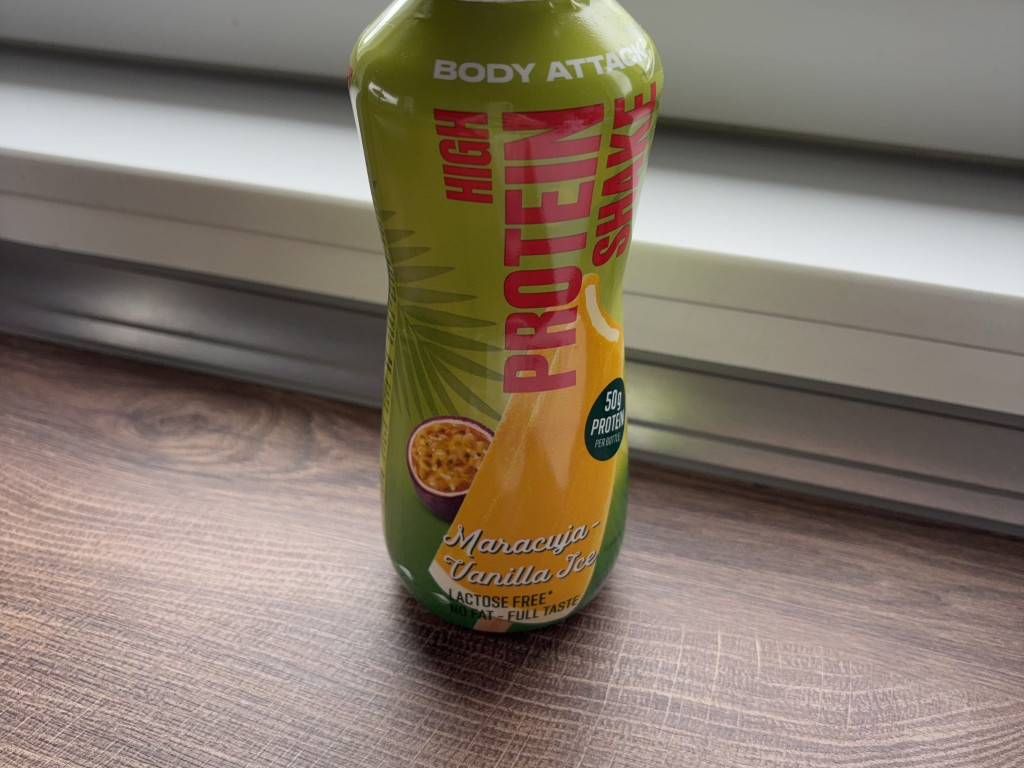 BODY ATTACK
HIGH
PROTEIN
SHAKE
50g
PROTEIN
PER BOTTLE
Maracuja-
Vanilla Ice
LACTOSE FREE*
NO FAT - FULL TASTE